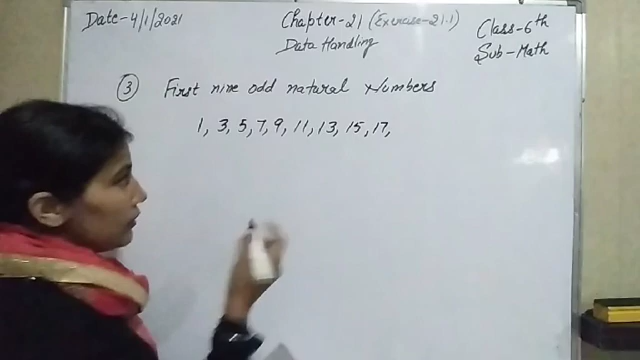 Date-4/1/2021
Chapter-21 (Exercise-21.1)
Data Handling
Class-6th
Sub-Math
③ First nine odd natural Numbers
1, 3, 5, 7, 9, 11, 13, 15, 17,